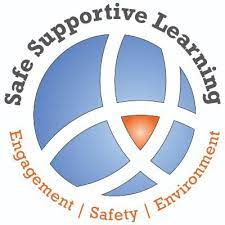 Safe Supportive Learning
Engagement | Safety | Environment